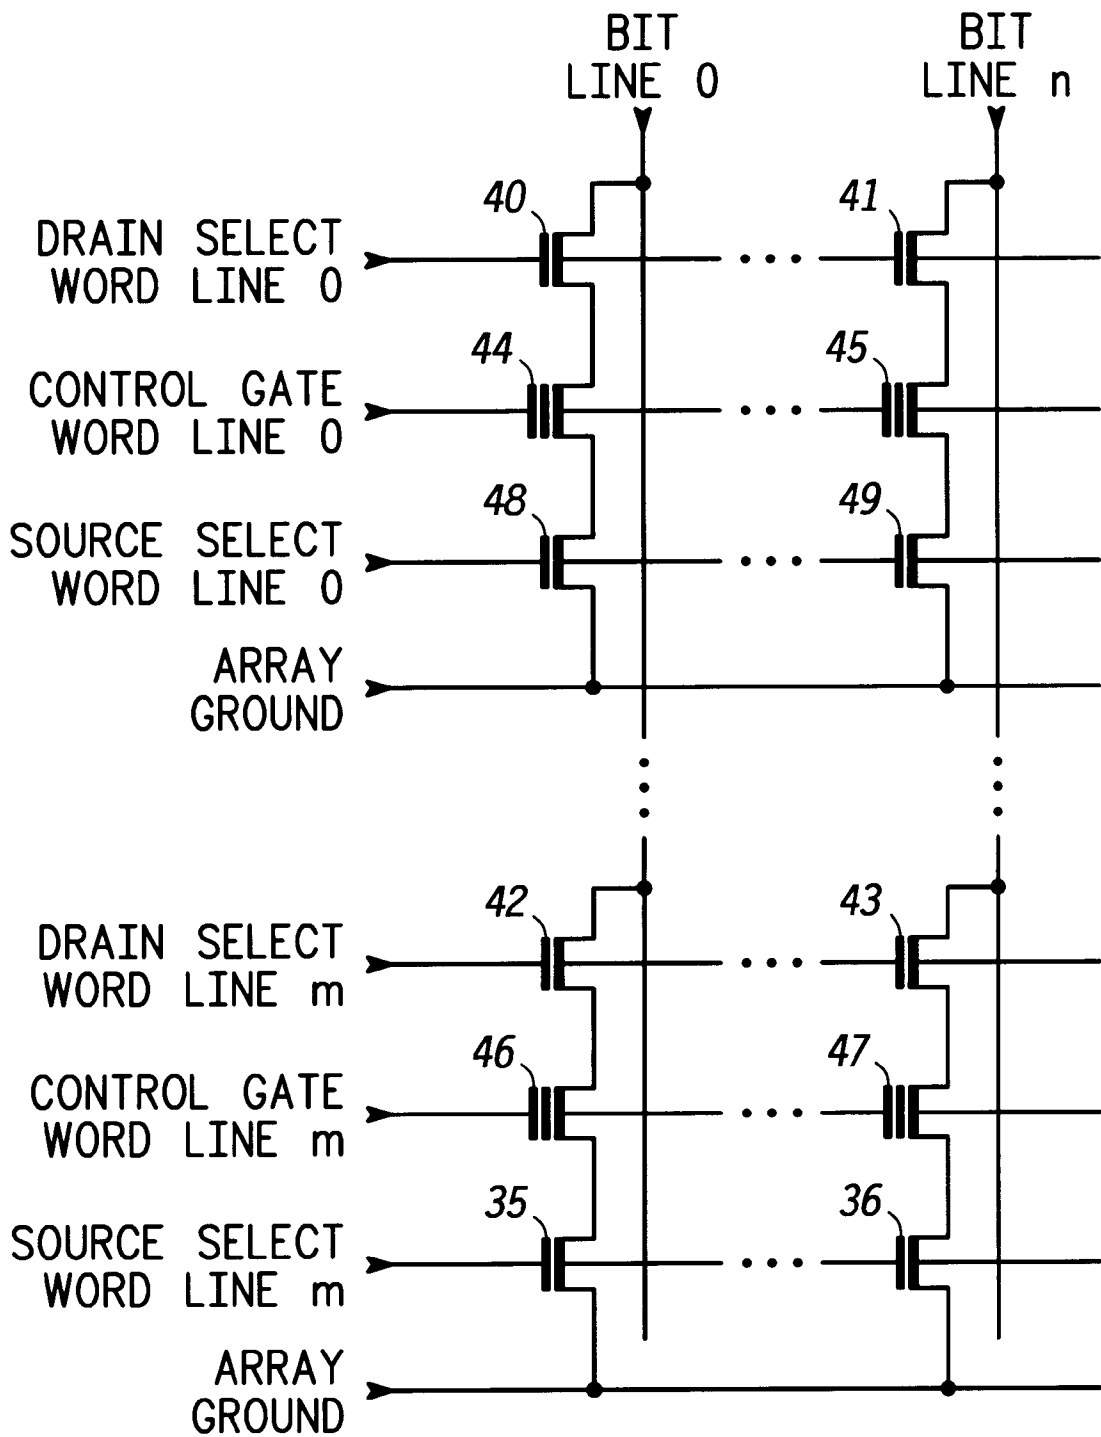 BIT
LINE 0
BIT
LINE n
40
41
DRAIN SELECT
WORD LINE 0
44
45
CONTROL GATE
WORD LINE 0
48
49
SOURCE SELECT
WORD LINE 0
ARRAY
GROUND
42
43
DRAIN SELECT
WORD LINE m
46
47
CONTROL GATE
WORD LINE m
35
36
SOURCE SELECT
WORD LINE m
ARRAY
GROUND